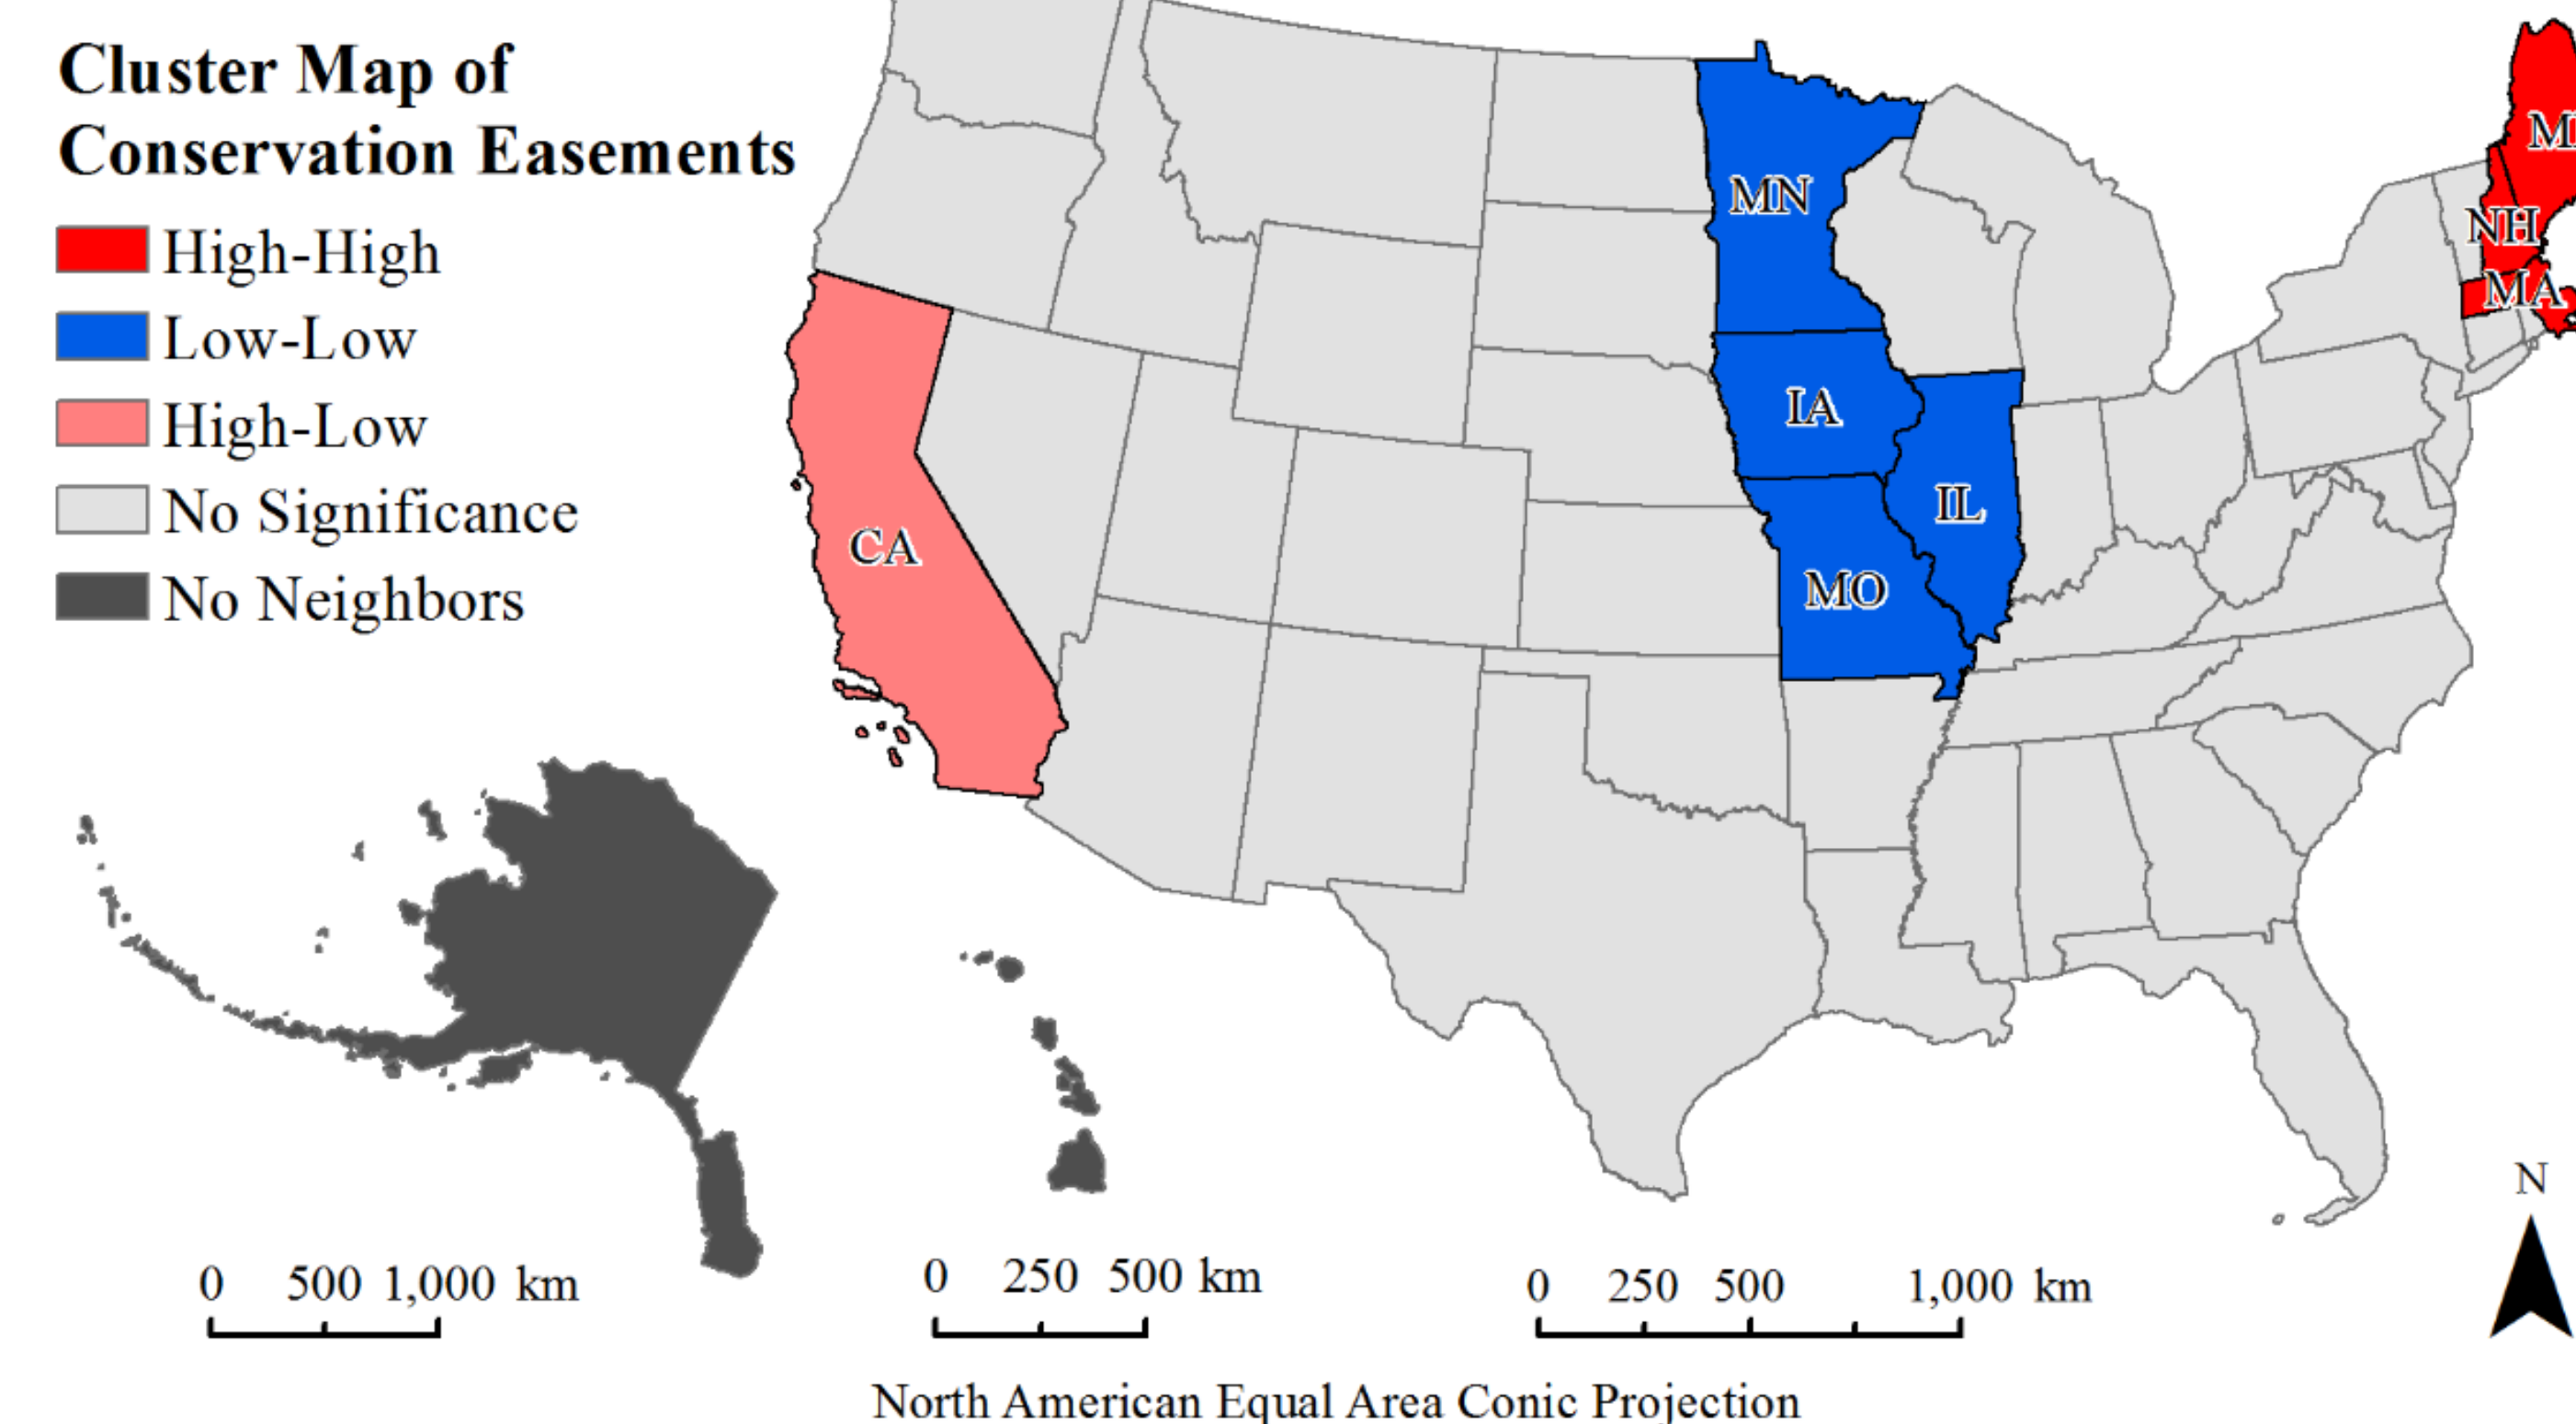 Cluster Map of
Conservation Easements
High-High
Low-Low
High-Low
No Significance
No Neighbors
MN
IA
IL
MO
CA
NH
MA
0 500 1,000 km
0 250 500 km
0 250 500 1,000 km
N
North American Equal Area Conic Projection